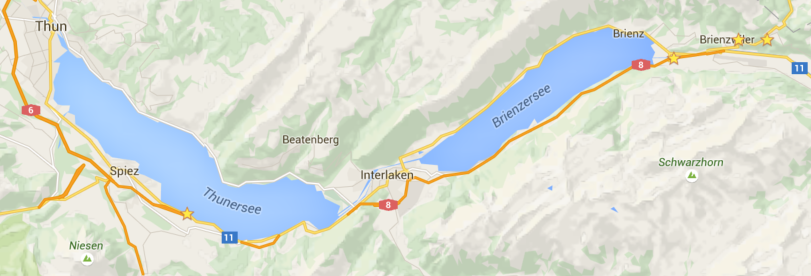 Thun
Brienz
Brienzwiler
8
11
6
Brienzersee
Beatenberg
Schwarzhorn
Spiez
Interlaken
Thunersee
8
11
Niesen